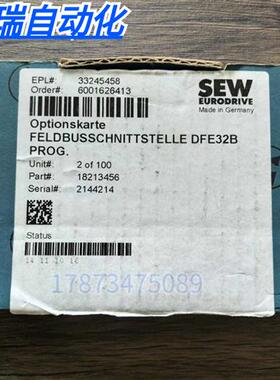 瑞自动化
EPL#: 33245458
Order#: 6001626413
SEW
EURODRIVE
Made in Germany
Optionskarte
FELDBUSSCHNITTSTELLE DFE32B
PROG.
Unit#: 2 of 100
Part#: 18213456
Serial#: 2144214
Status
17873475089